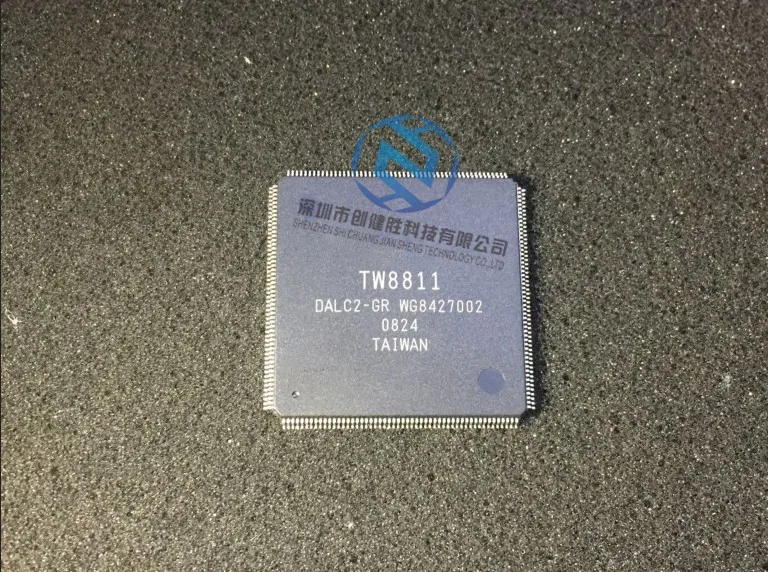 深圳市创健胜科技有限公司
SHENZHEN SHI CHUANG JIAN SHENG TECHNOLOGY CO.,LTD
TW8811
DALC2-GR WG8427002
0824
TAIWAN